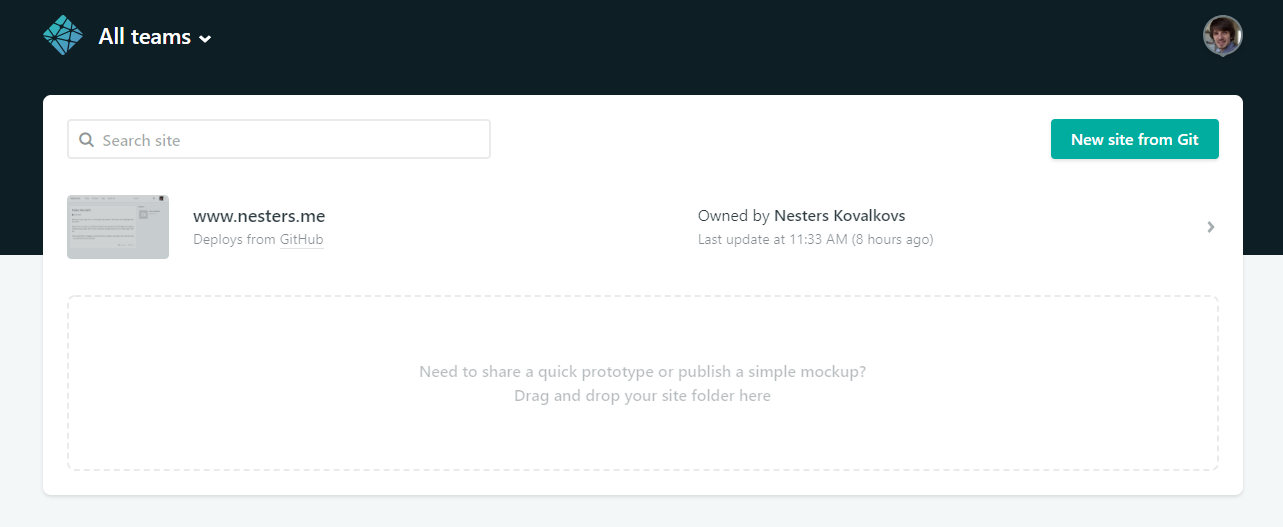 All teams
Search site
New site from Git
www.nesters.me
Deploys from GitHub
Owned by Nesters Kovalkovs
Last update at 11:33 AM (8 hours ago)
Need to share a quick prototype or publish a simple mockup?
Drag and drop your site folder here